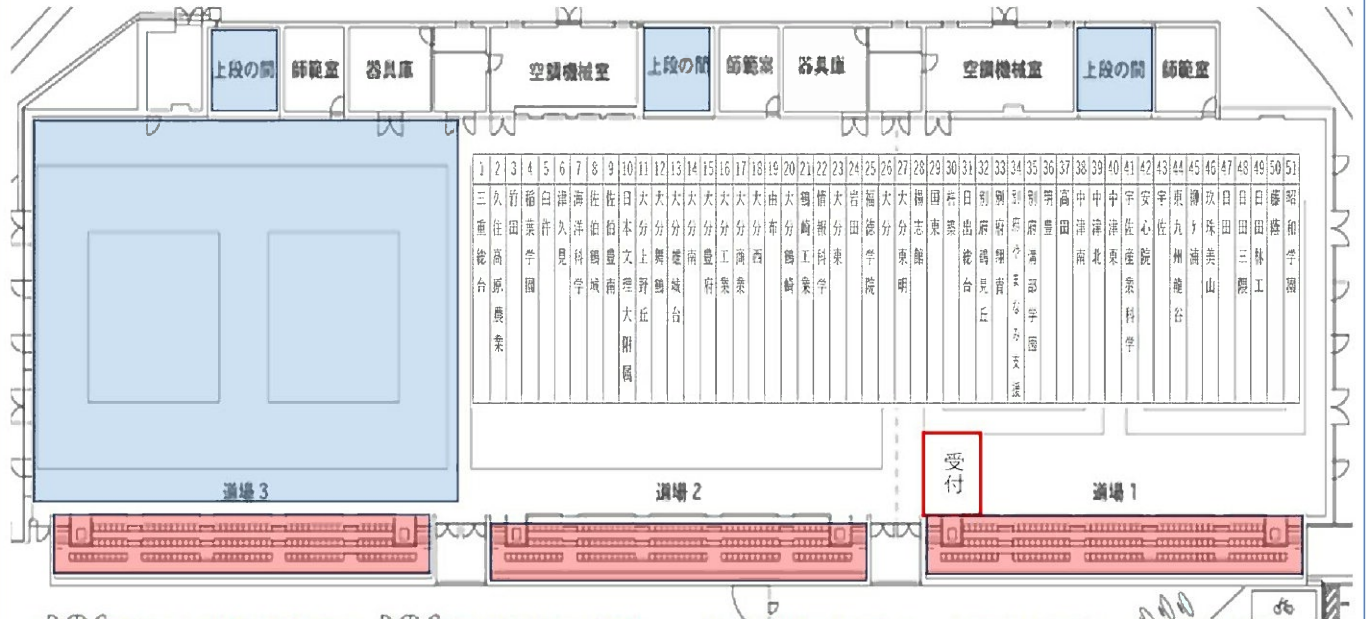 上段の間 師範室 器具庫 空調機械室 上段の間 師範室 器具庫 空調機械室 上段の間 師範室
1 三重総合
2 久住高原農業
3 竹田
4 稲葉学園
5 臼杵
6 津久見
7 海洋科学
8 佐伯鶴城
9 佐伯豊南
10 日本文理大附属
11 大分上野丘
12 大分舞鶴
13 大分雄城台
14 大分南
15 大分豊府
16 大分工業
17 大分商業
18 大分西
19 由布
20 大分鶴崎
21 鶴崎工業
22 情報科学
23 大分東
24 岩田
25 福徳学院
26 大分
27 大分東明
28 楊志館
29 国東
30 杵築
31 日出総合
32 別府鶴見丘
33 別府翔青
34 別府やまなみ支援
35 別府溝部学園
36 明豊
37 高田
38 中津南
39 中津北
40 中津東
41 宇佐産業科学
42 安心院
43 宇佐
44 東九州龍谷
45 柳ヶ浦
46 玖珠美山
47 日田
48 日田三隈
49 日田林工
50 藤蔭
51 昭和学園
受付
道場3 道場2 道場1